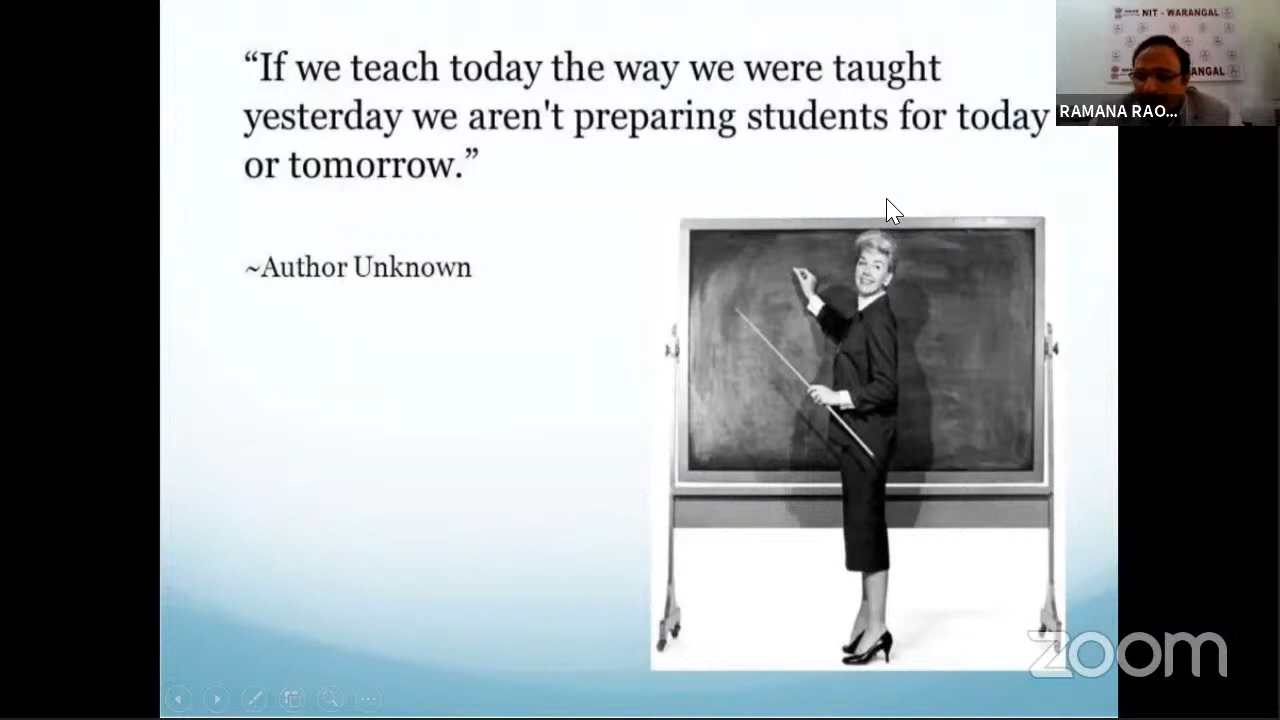 “If we teach today the way we were taught
yesterday we aren't preparing students for today
or tomorrow.”
~Author Unknown
NIT - WARANGAL
ANGAL
RAMANA RAO...
zoom